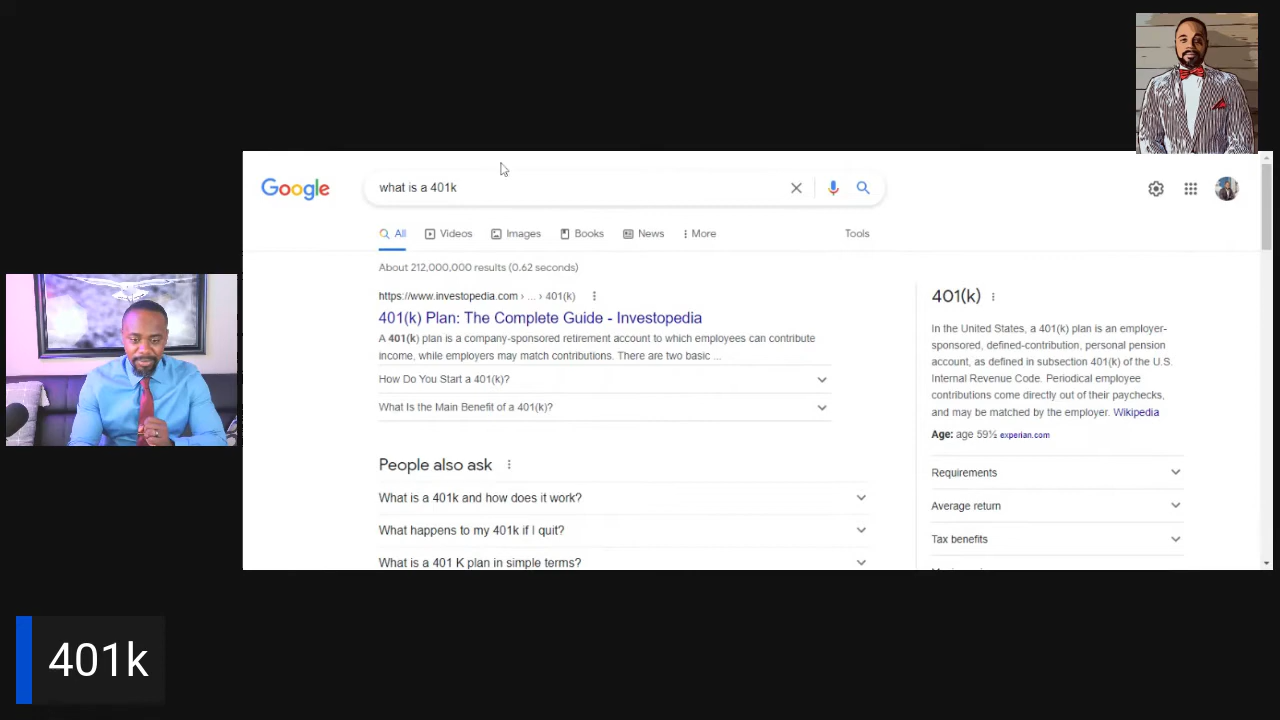 Google
what is a 401k
All
Videos
Images
Books
News
More
Tools
About 212,000,000 results (0.62 seconds)
https://www.investopedia.com › ... › 401(k)
401(k) Plan: The Complete Guide - Investopedia
A 401(k) plan is a company-sponsored retirement account to which employees can contribute
income, while employers may match contributions. There are two basic ...
How Do You Start a 401(k)?
What Is the Main Benefit of a 401(k)?
People also ask
What is a 401k and how does it work?
What happens to my 401k if I quit?
What is a 401 K plan in simple terms?
401(k)
In the United States, a 401(k) plan is an employer-
sponsored, defined-contribution, personal pension
account, as defined in subsection 401(k) of the U.S.
Internal Revenue Code. Periodical employee
contributions come directly out of their paychecks,
and may be matched by the employer. Wikipedia
Age: age 59½ experian.com
Requirements
Average return
Tax benefits
401k